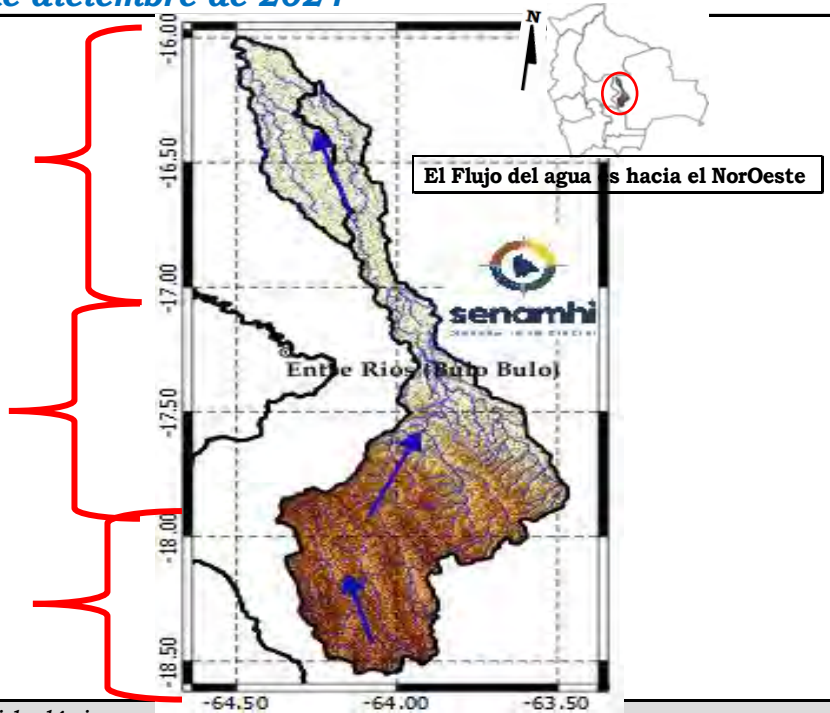 de diciembre de 2024
N
El Flujo del agua es hacia el NorOeste
senamhi
Entre Rios (Bulo Bulo)
-16.00
-16.50
-17.00
-17.50
-18.00
-18.50
-64.50 -64.00 -63.50